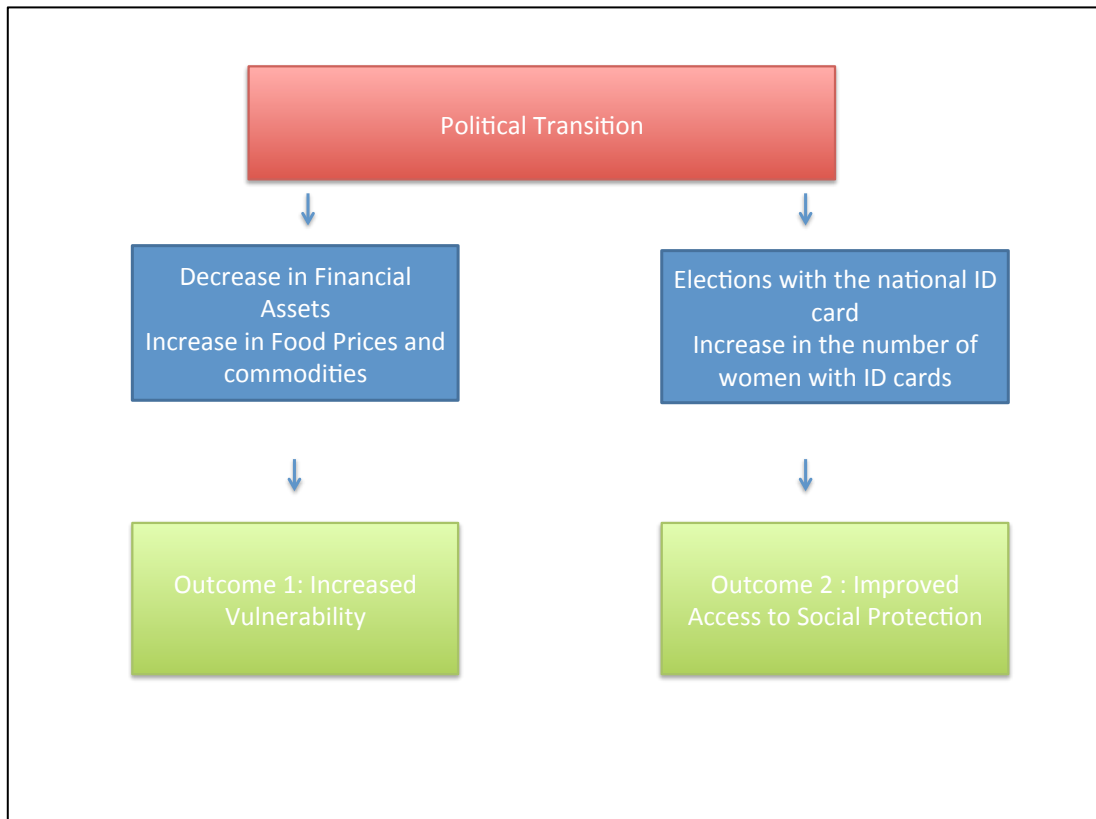 Political Transition
Decrease in Financial
Assets
Increase in Food Prices and
commodities
Elections with the national ID
card
Increase in the number of
women with ID cards
Outcome 1: Increased
Vulnerability
Outcome 2 : Improved
Access to Social Protection